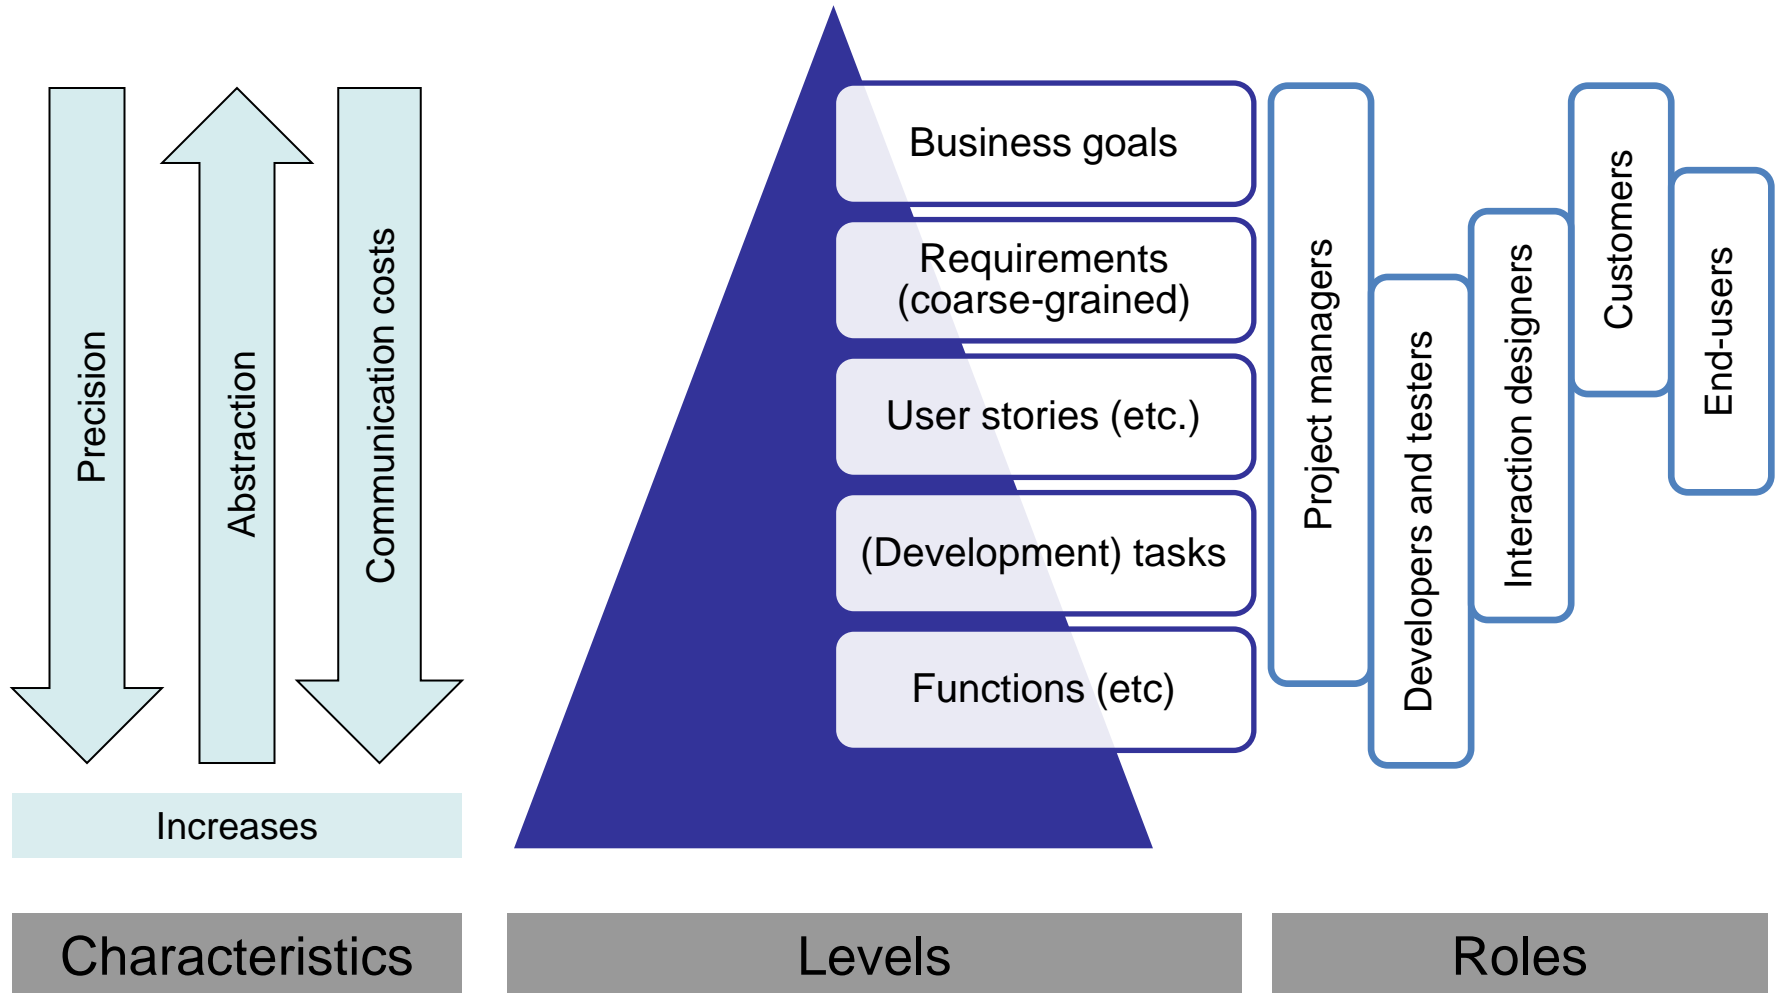 Precision
Abstraction
Communication costs
Increases
Characteristics
Business goals
Requirements
(coarse-grained)
User stories (etc.)
(Development) tasks
Functions (etc)
Levels
Project managers
Developers and testers
Interaction designers
Customers
End-users
Roles